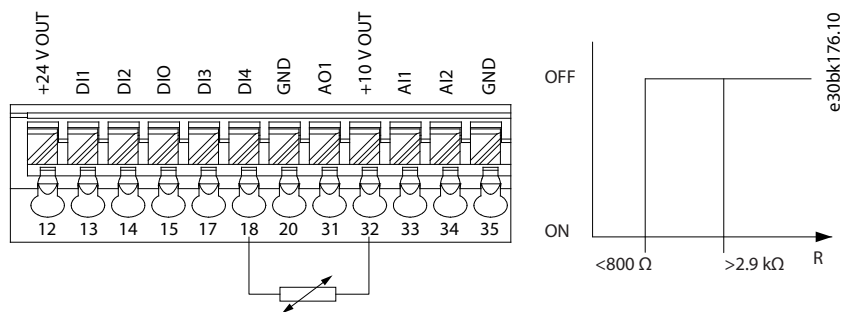 +24 V OUT
DI1
DI2
DIO
DI3
DI4
GND
AO1
+10 V OUT
AI1
AI2
GND
12 13 14 15 17 18 20 31 32 33 34 35
OFF
ON
<800 Ω
>2.9 kΩ
R
e30bk176.10